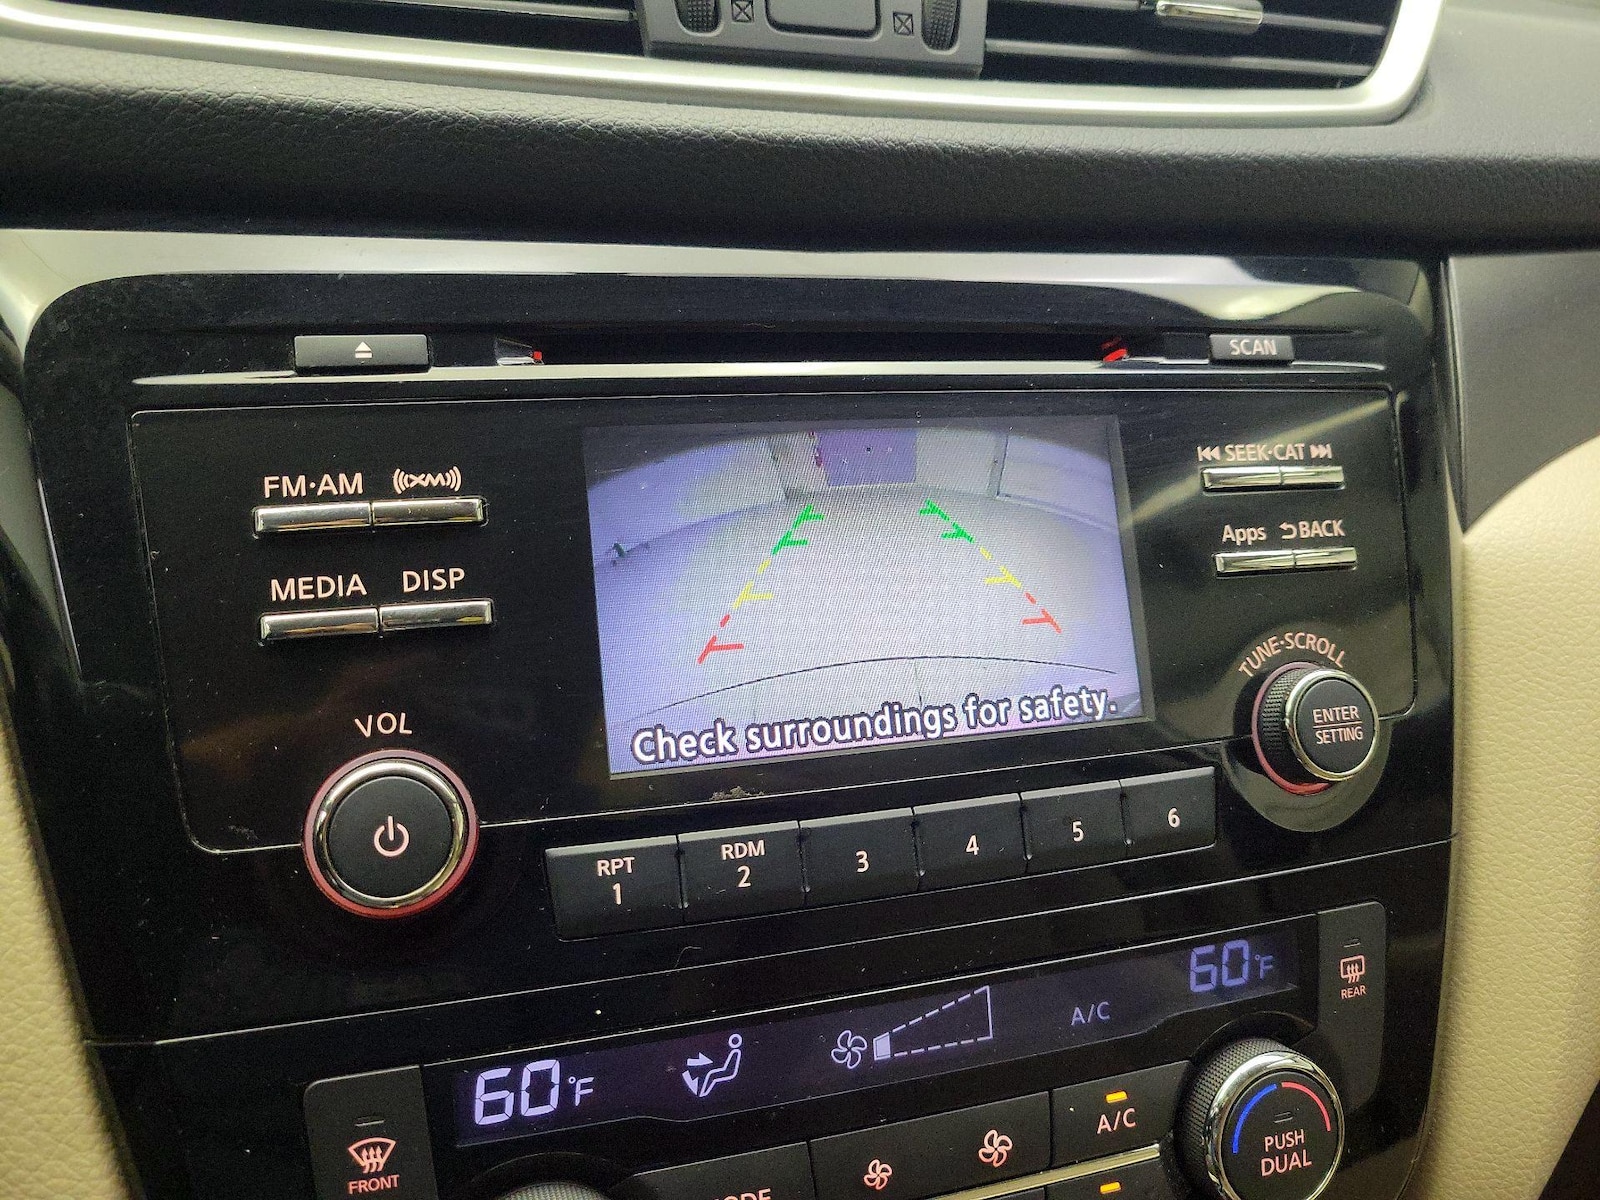 SCAN
FM·AM XM
SEEK·CAT
Apps BACK
MEDIA DISP
TUNE·SCROLL
ENTER
SETTING
VOL
Check surroundings for safety.
RPT
1
RDM
2
3
4
5
6
60°F
A/C
60°F
REAR
FRONT
A/C
PUSH
DUAL